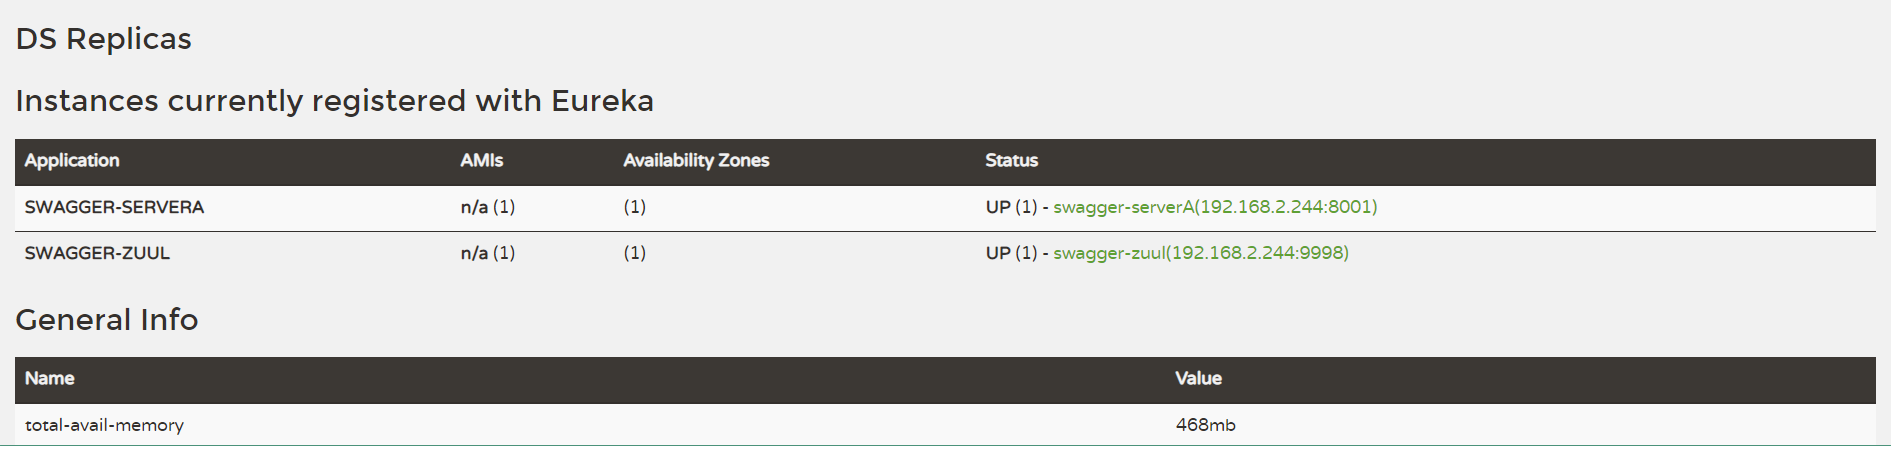 DS Replicas
Instances currently registered with Eureka
Application AMIs Availability Zones Status
SWAGGER-SERVERA n/a (1) (1) UP (1) - swagger-serverA(192.168.2.244:8001)
SWAGGER-ZUUL n/a (1) (1) UP (1) - swagger-zuul(192.168.2.244:9998)
General Info
Name Value
total-avail-memory 468mb